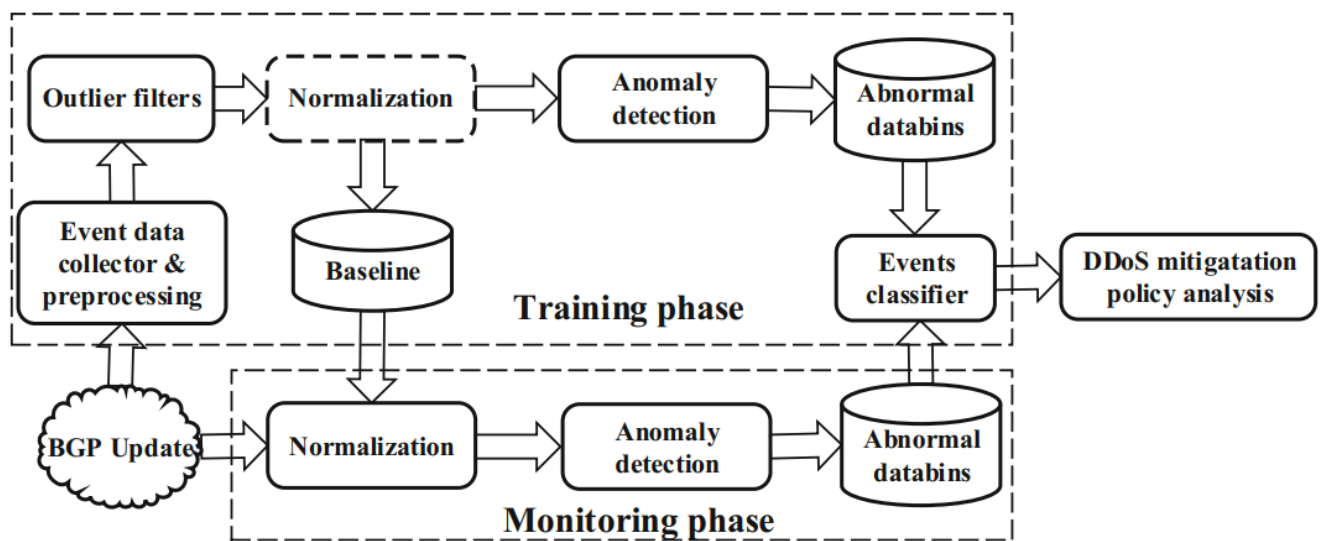 Outlier filters
Normalization
Anomaly
detection
Abnormal
databins
Event data
collector &
preprocessing
Baseline
Events
classifier
DDoS mitigatation
policy analysis
Training phase
BGP Update
Normalization
Anomaly
detection
Abnormal
databins
Monitoring phase